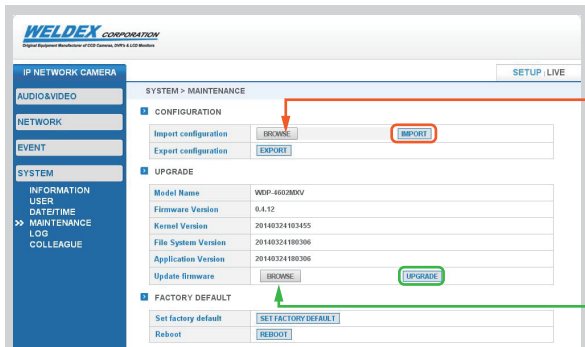 WELDEX CORPORATION
Original Equipment Manufacturer of CCD Cameras, DVR's & LCD Monitors
IP NETWORK CAMERA
SETUP | LIVE
AUDIO&VIDEO
NETWORK
EVENT
SYSTEM
INFORMATION
USER
DATE/TIME
>> MAINTENANCE
LOG
COLLEAGUE
SYSTEM > MAINTENANCE
CONFIGURATION
Import configuration BROWSE IMPORT
Export configuration EXPORT
UPGRADE
Model Name WDP-4602MXV
Firmware Version 0.4.12
Kernel Version 20140324103455
File System Version 20140324180306
Application Version 20140324180306
Update firmware BROWSE UPGRADE
FACTORY DEFAULT
Set factory default SET FACTORY DEFAULT
Reboot REBOOT